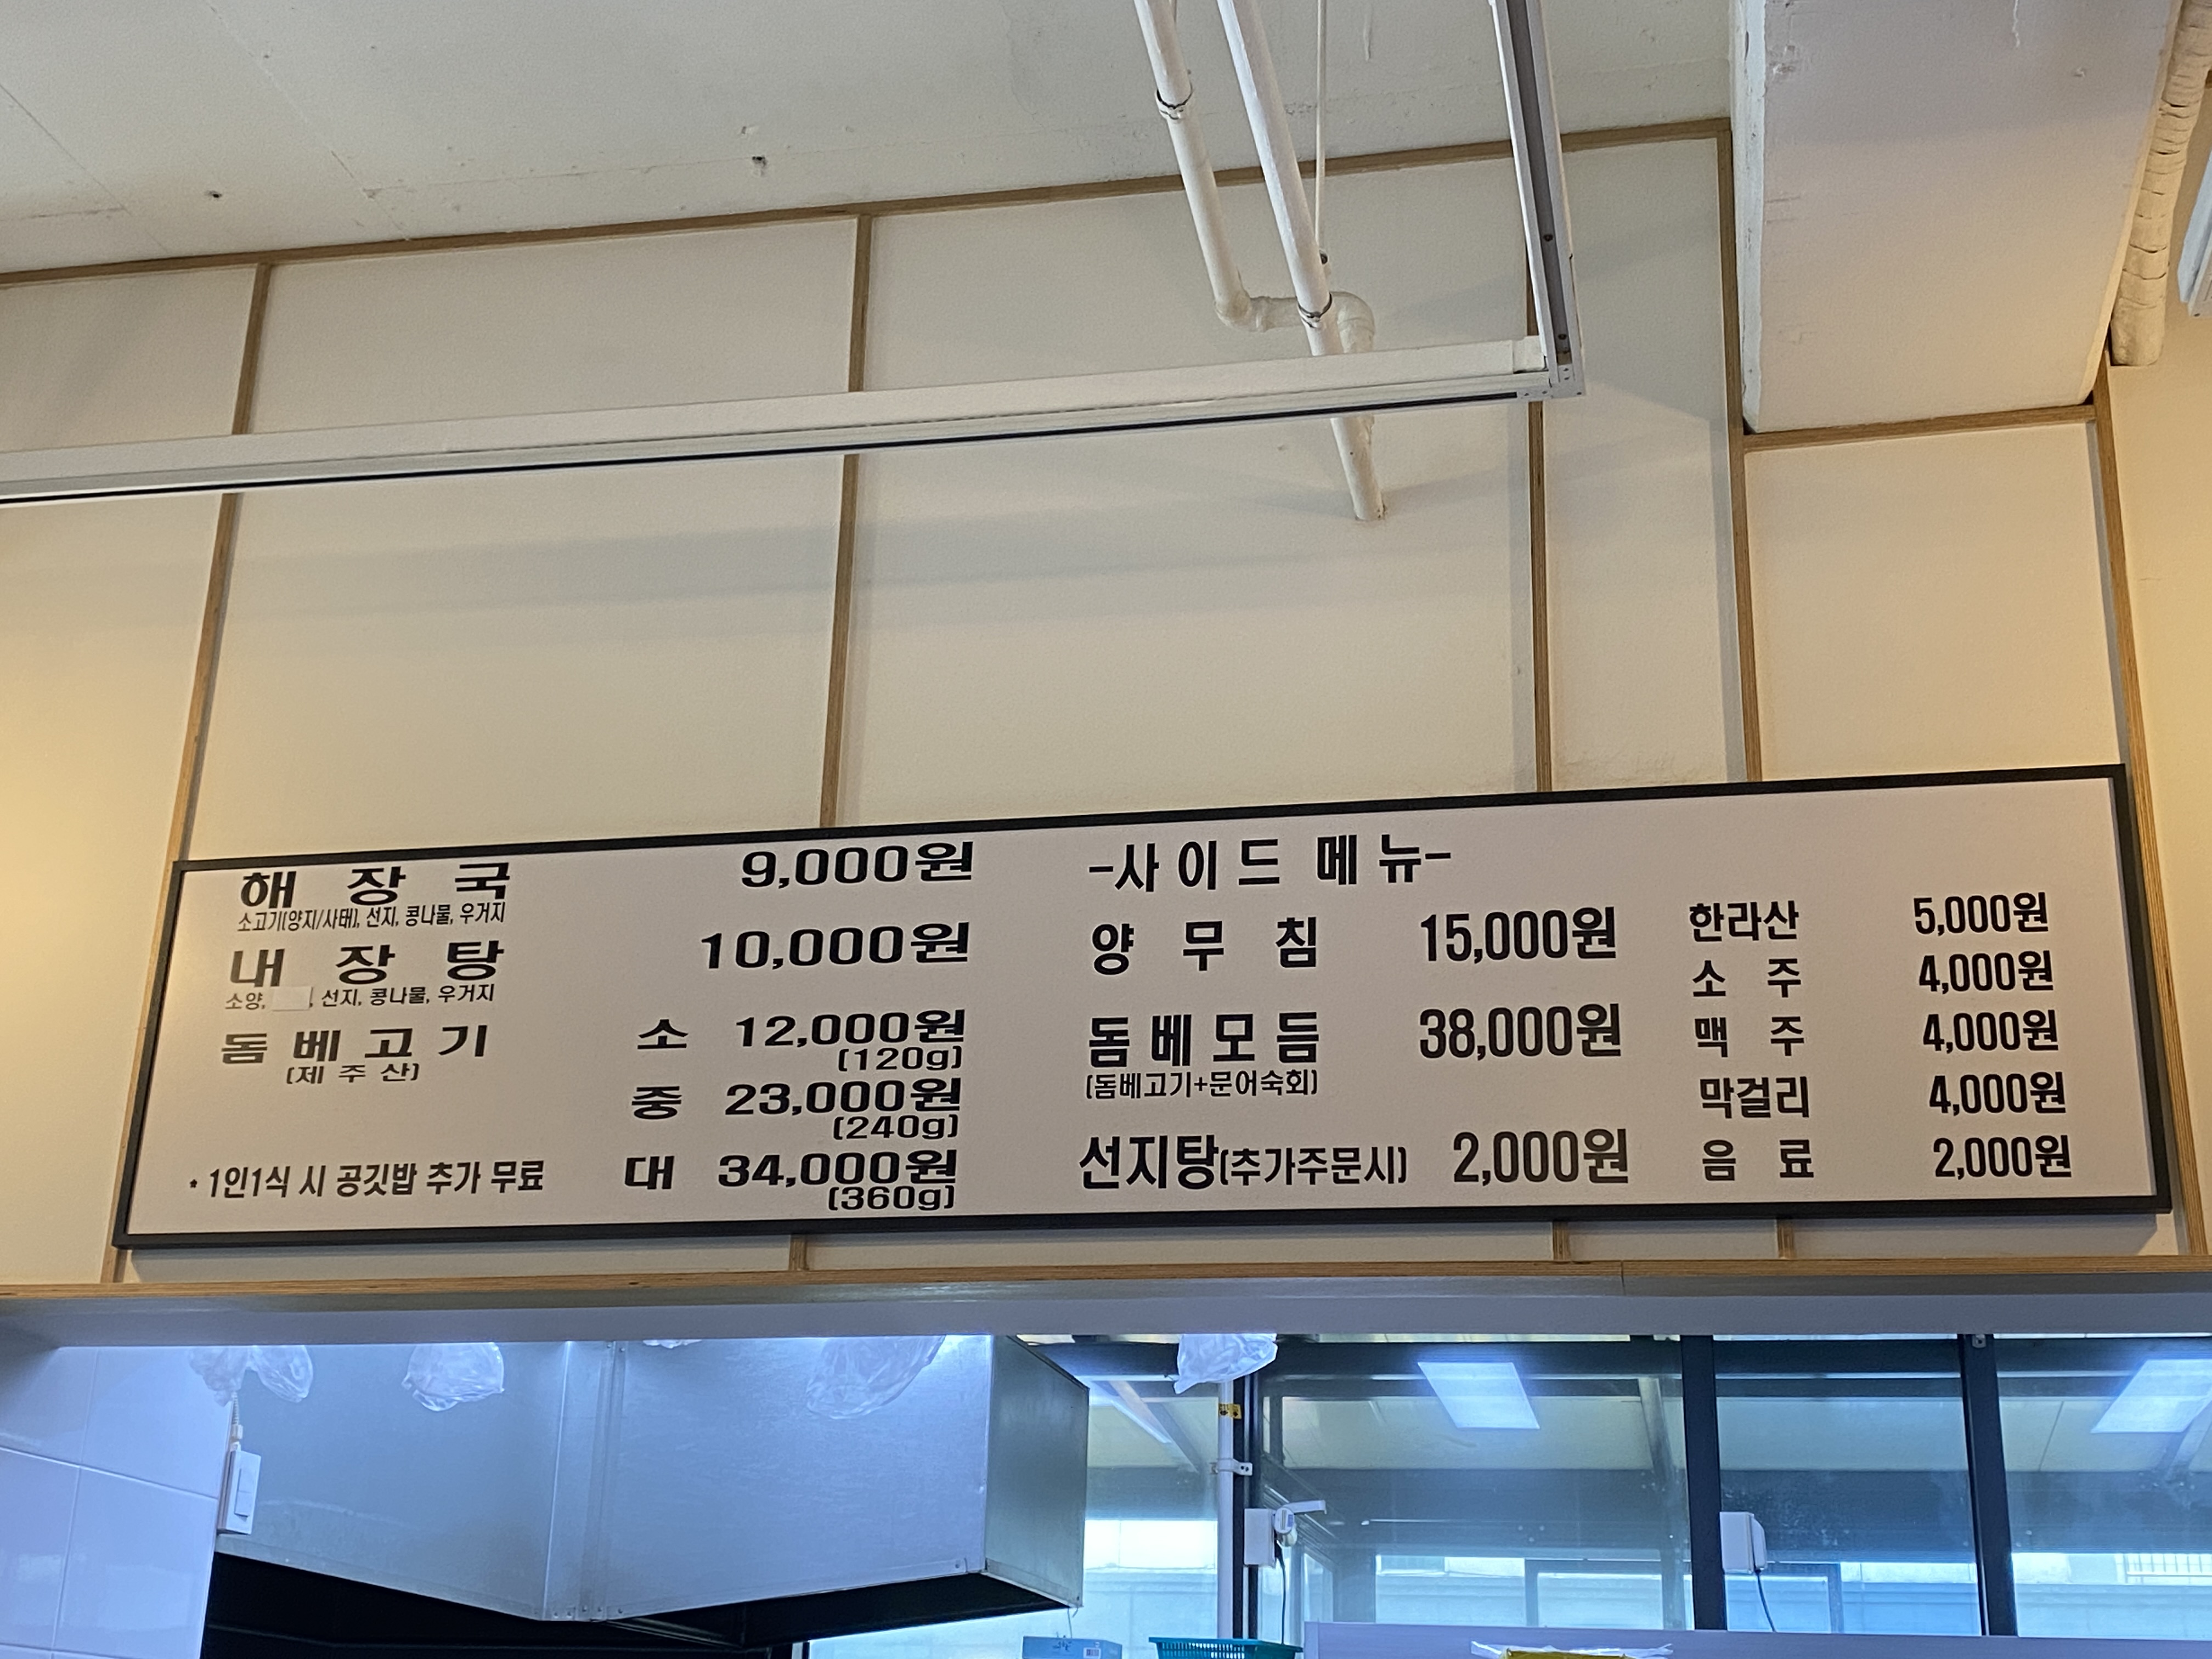 해 장 국 9,000원
소고기(양지/사태), 선지, 콩나물, 우거지
내 장 탕 10,000원
소양, , 선지, 콩나물, 우거지
돔 베 고 기 소 12,000원
(제 주 산) (120g)
중 23,000원
(240g)
* 1인1식 시 공깃밥 추가 무료 대 34,000원
(360g)
-사 이 드 메 뉴-
양 무 침 15,000원
돔 베 모 듬 38,000원
(돔베고기+문어숙회)
선지탕(추가주문시) 2,000원
한라산 5,000원
소 주 4,000원
맥 주 4,000원
막걸리 4,000원
음 료 2,000원